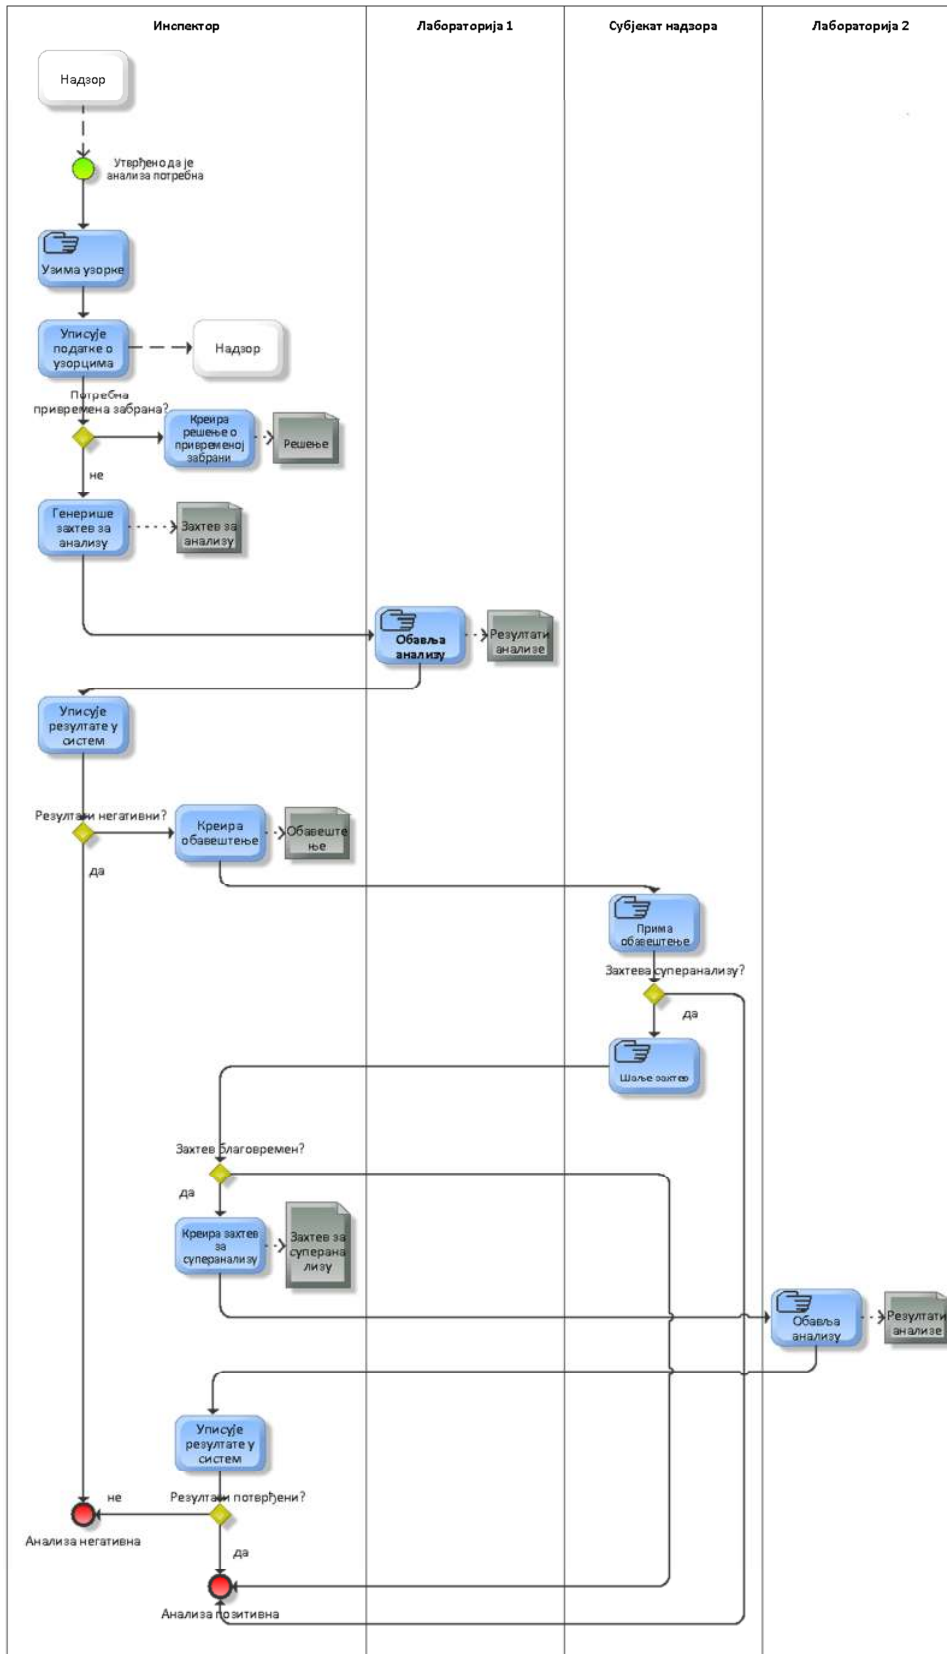 Инспектор
Лабораторија 1
Субјекат надзора
Лабораторија 2
Надзор
Утврђено да је
анализа потребна
Узима узорке
Уписује
податке о
узорцима
Надзор
Потребна
привремена забрана?
Креира
решење о
привременој
забрани
Решење
не
Генерише
захтев за
анализу
Захтев за
анализу
Обавља
анализу
Резултати
анализе
Уписује
резултате у
систем
Резултати негативни?
Креира
обавештење
Обавеште
ње
да
Прима
обавештење
Захтева суперанализу?
да
Шаље захтев
Захтев благовремен?
да
Креира захтев
за
суперанализу
Захтев за
суперана
лизу
Обавља
анализу
Резултати
анализе
Уписује
резултате у
систем
не
Резултати потврђени?
Анализа негативна
да
Анализа позитивна